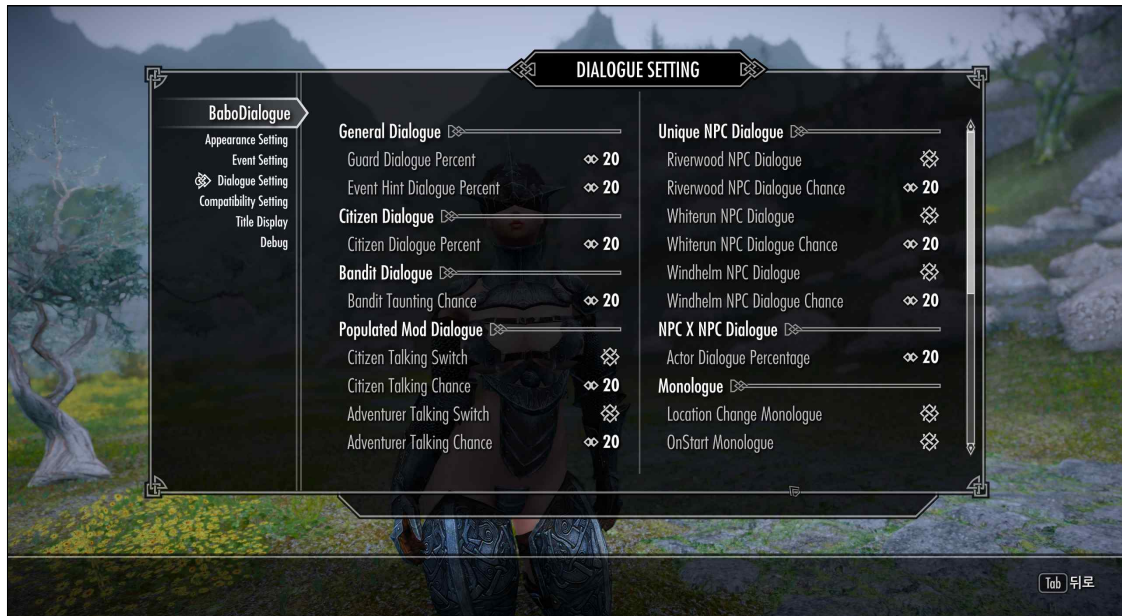 DIALOGUE SETTING
BaboDialogue
Appearance Setting
Event Setting
Dialogue Setting
Compatibility Setting
Title Display
Debug
General Dialogue
Guard Dialogue Percent 20
Event Hint Dialogue Percent 20
Citizen Dialogue
Citizen Dialogue Percent 20
Bandit Dialogue
Bandit Taunting Chance 20
Populated Mod Dialogue
Citizen Talking Switch
Citizen Talking Chance 20
Adventurer Talking Switch
Adventurer Talking Chance 20
Unique NPC Dialogue
Riverwood NPC Dialogue
Riverwood NPC Dialogue Chance 20
Whiterun NPC Dialogue
Whiterun NPC Dialogue Chance 20
Windhelm NPC Dialogue
Windhelm NPC Dialogue Chance 20
NPC X NPC Dialogue
Actor Dialogue Percentage 20
Monologue
Location Change Monologue
OnStart Monologue
Tab 뒤로